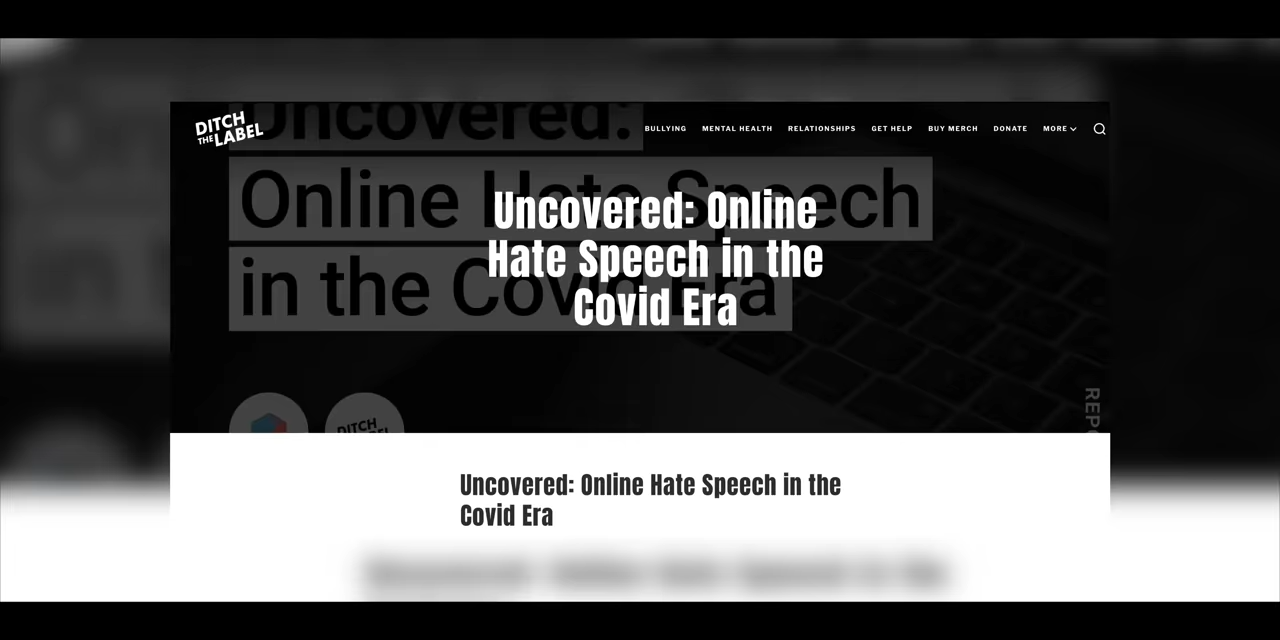 DITCH
THE LABEL
Uncovered:
BULLYING MENTAL HEALTH RELATIONSHIPS GET HELP BUY MERCH DONATE MORE
Online Hate Speech
in the Covid Era
Uncovered: Online
Hate Speech in the
Covid Era
DITCH
Uncovered: Online Hate Speech in the
Covid Era